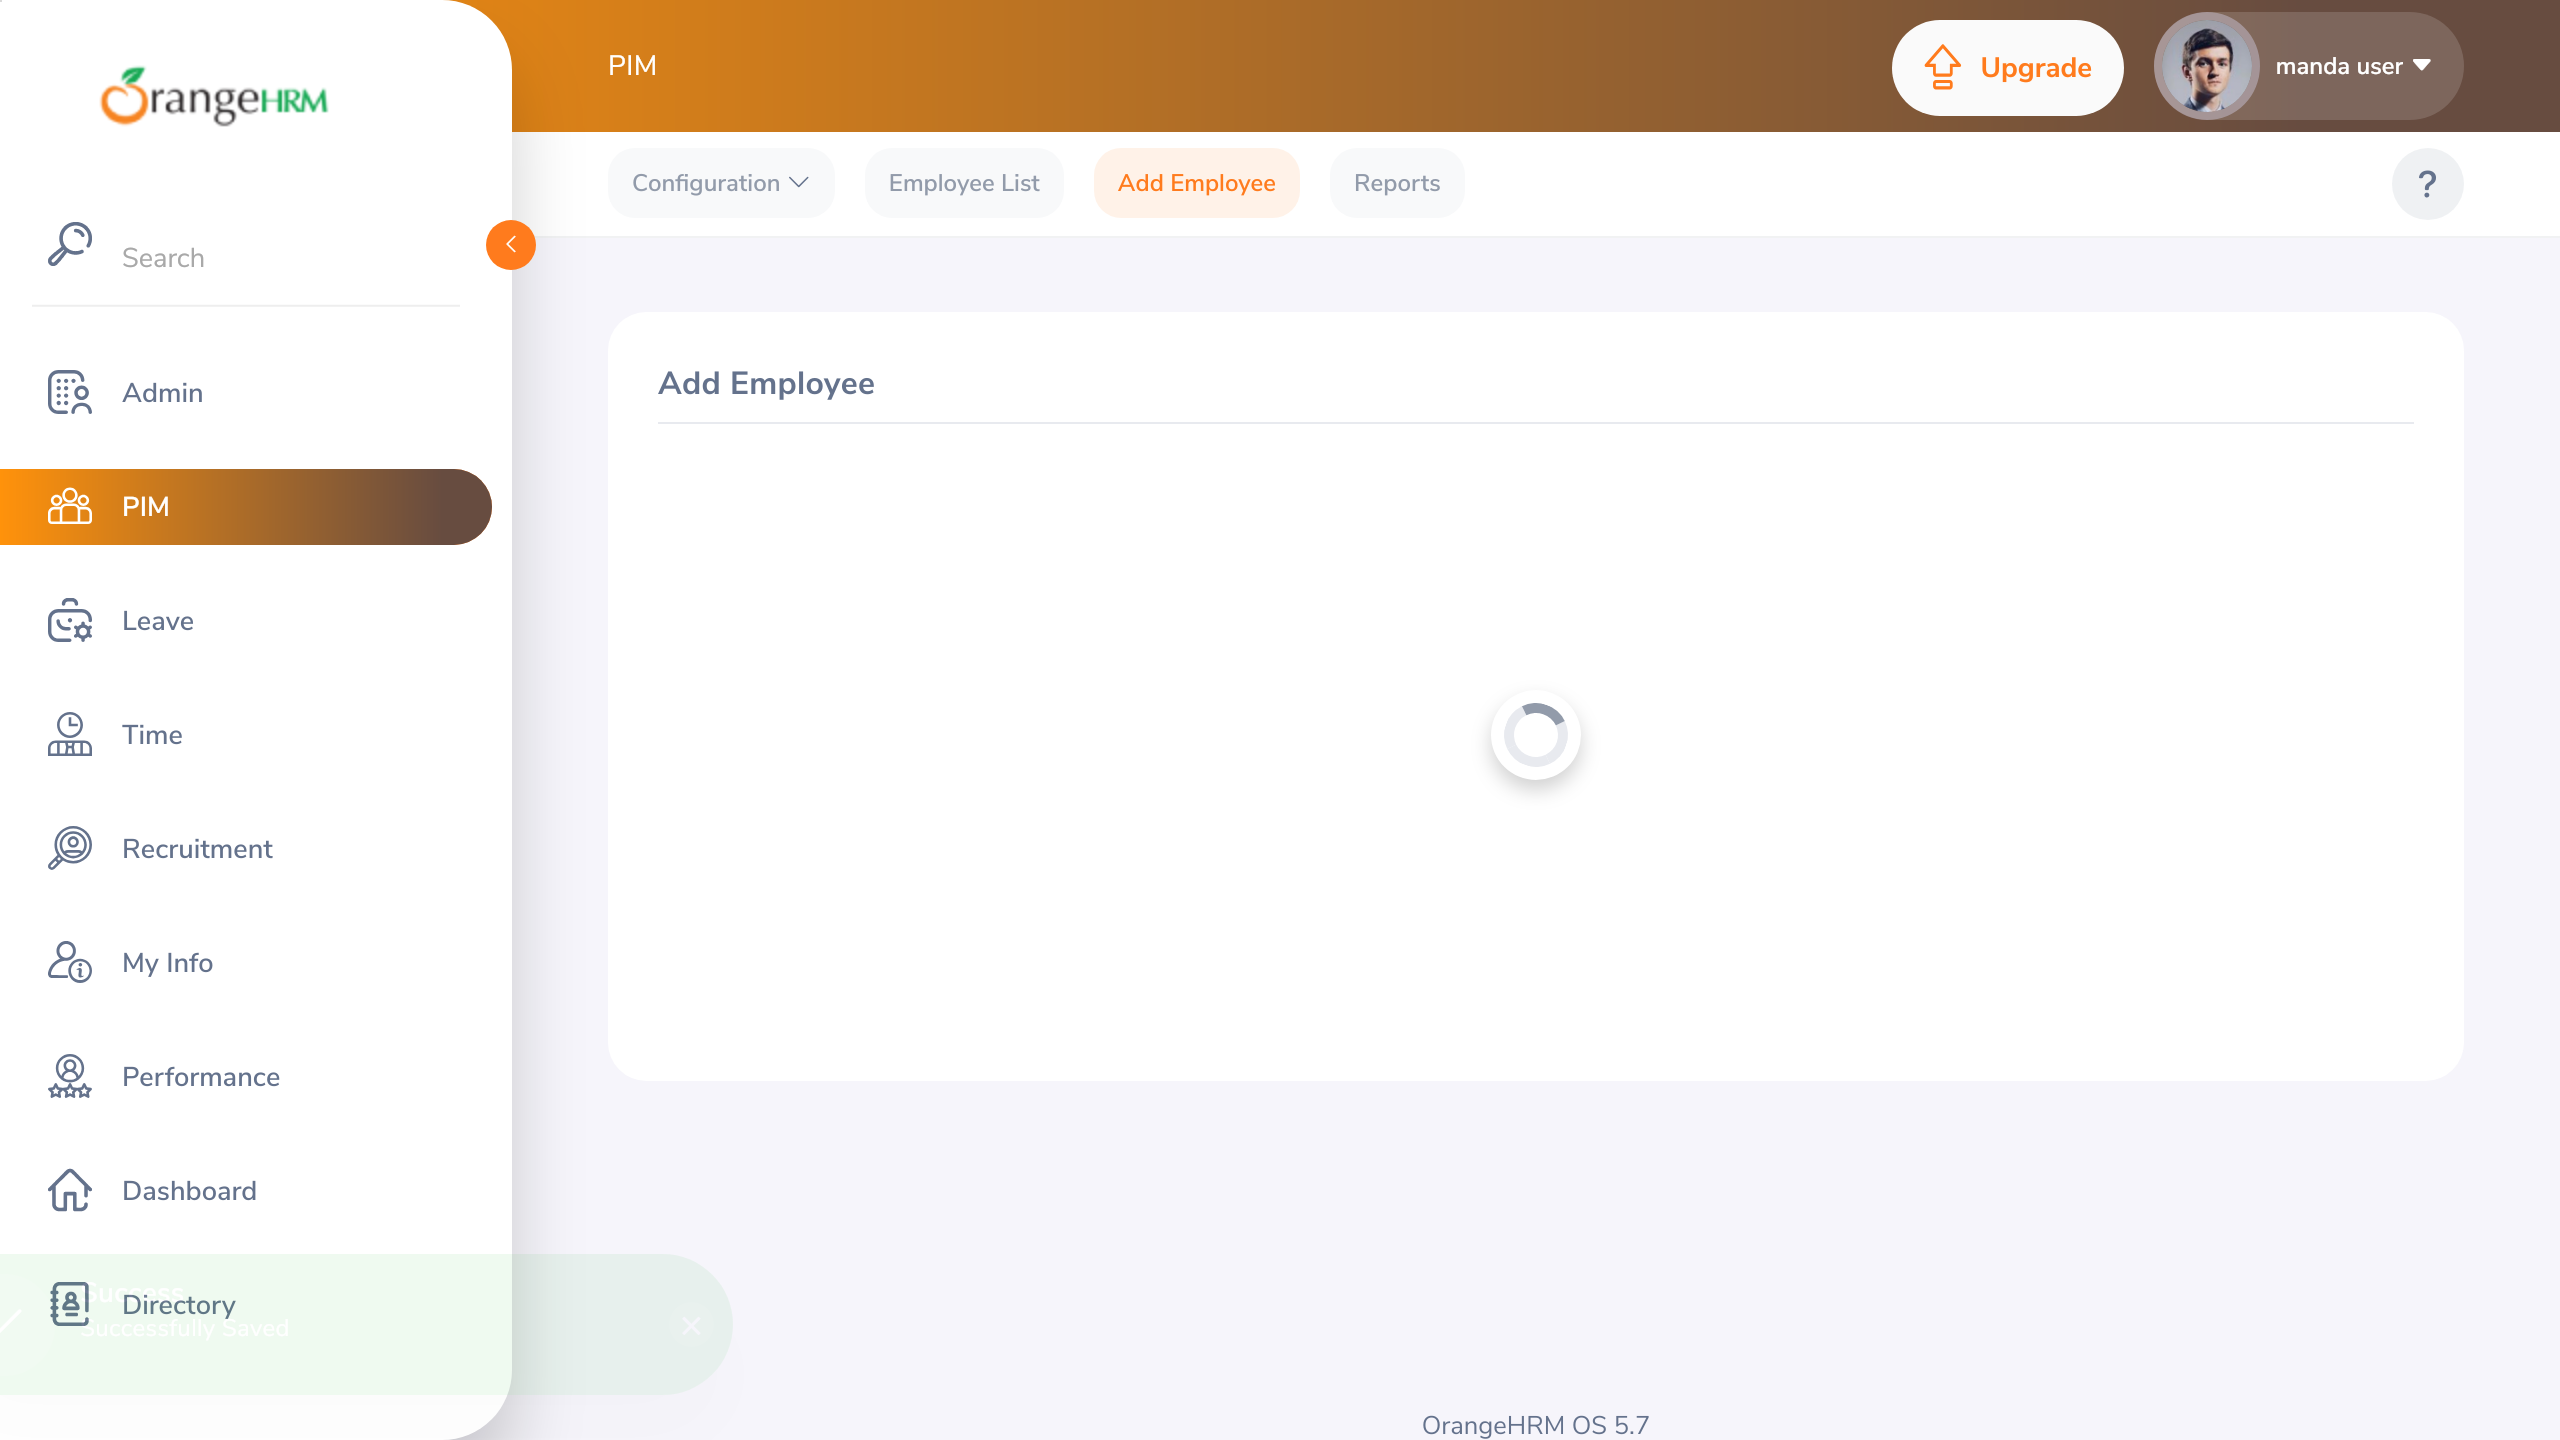 OrangeHRM
PIM
Upgrade
manda user
Configuration
Employee List
Add Employee
Reports
?
Search
Admin
PIM
Leave
Time
Recruitment
My Info
Performance
Dashboard
Directory
Add Employee
Success
Successfully Saved
OrangeHRM OS 5.7